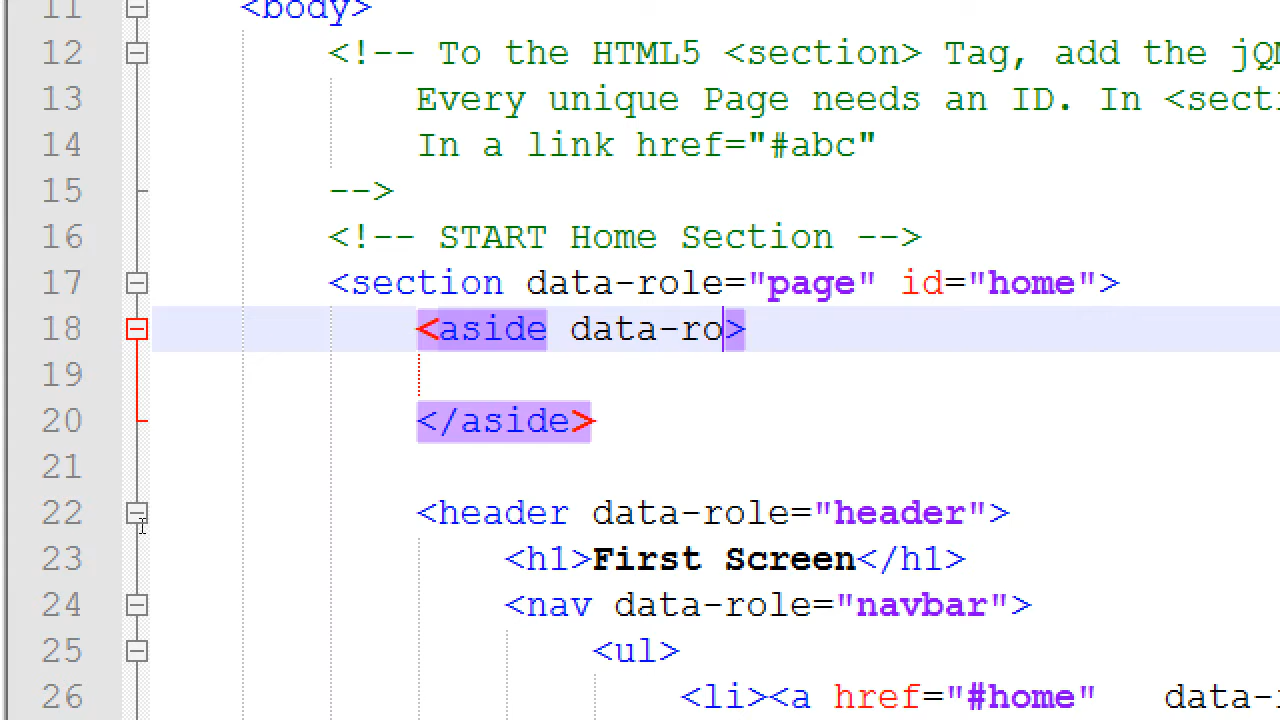 11 <body>
12 <!-- To the HTML5 <section> Tag, add the
13 Every unique Page needs an ID. In
14 In a link href="#abc"
15 -->
16 <!-- START Home Section -->
17 <section data-role="page" id="home">
18 <aside data-ro>
19
20 </aside>
21
22 <header data-role="header">
23 <h1>First Screen</h1>
24 <nav data-role="navbar">
25 <ul>
26 <li><a href="#home"